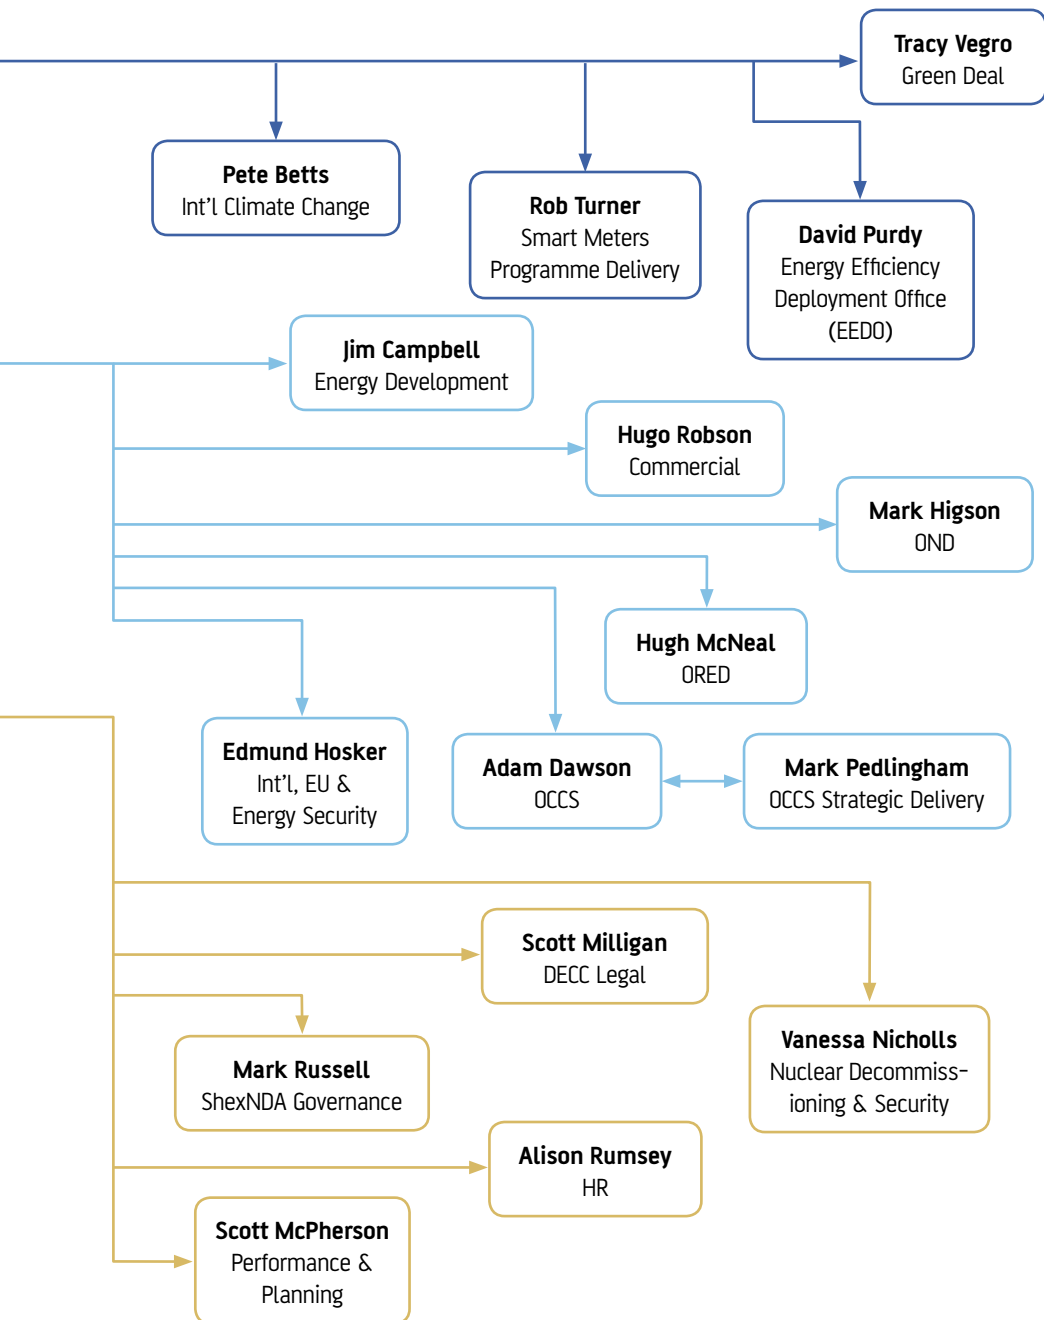 Tracy Vegro
Green Deal
Pete Betts
Int'l Climate Change
Rob Turner
Smart Meters
Programme Delivery
David Purdy
Energy Efficiency
Deployment Office
(EEDO)
Jim Campbell
Energy Development
Hugo Robson
Commercial
Mark Higson
OND
Hugh McNeal
ORED
Edmund Hosker
Int'l, EU &
Energy Security
Adam Dawson
OCCS
Mark Pedlingham
OCCS Strategic Delivery
Scott Milligan
DECC Legal
Vanessa Nicholls
Nuclear Decommiss-
ioning & Security
Mark Russell
ShexNDA Governance
Alison Rumsey
HR
Scott McPherson
Performance &
Planning